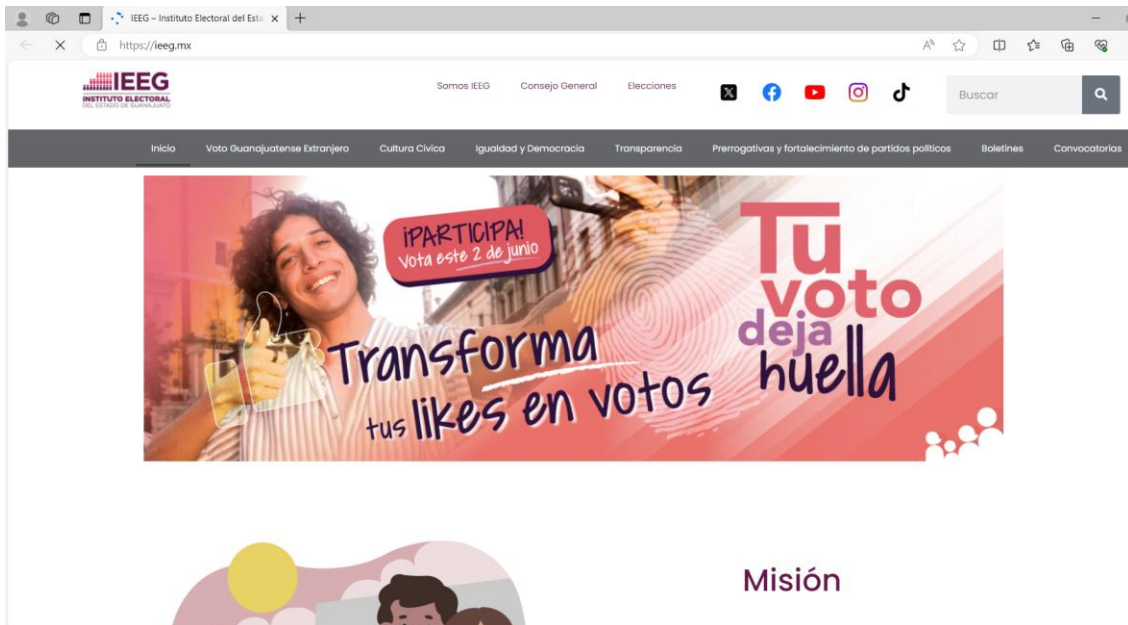 IEEG – Instituto Electoral del Esta
https://ieeg.mx
IEEG
INSTITUTO ELECTORAL
DEL ESTADO DE GUANAJUATO
Somos IEEG Consejo General Elecciones
Buscar
Inicio Voto Guanajuatense Extranjero Cultura Cívica Igualdad y Democracia Transparencia Prerrogativas y fortalecimiento de partidos políticos Boletines Convocatorias
¡PARTICIPA!
Vota este 2 de junio
Transforma
tus likes en votos
Tu
voto
deja
huella
Misión